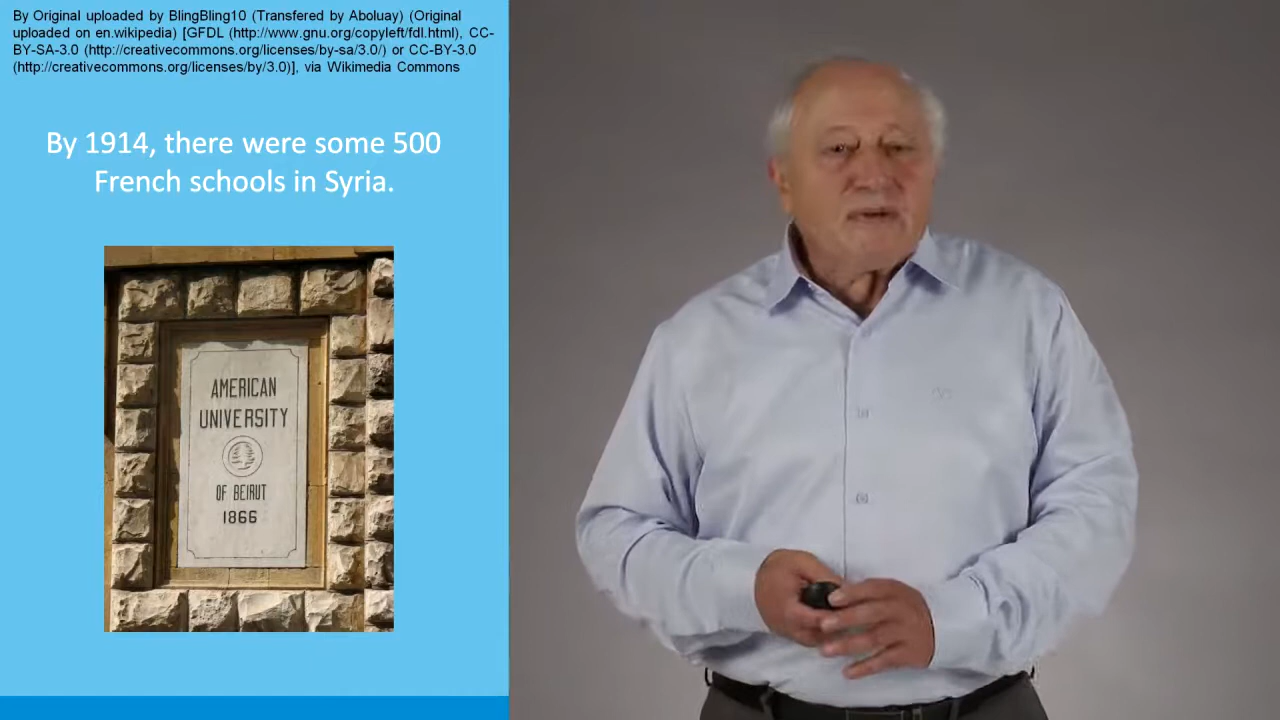 By Original uploaded by BlingBling10 (Transfered by Aboluay) (Original
uploaded on en.wikipedia) [GFDL (http://www.gnu.org/copyleft/fdl.html), CC-
BY-SA-3.0 (http://creativecommons.org/licenses/by-sa/3.0/) or CC-BY-3.0
(http://creativecommons.org/licenses/by/3.0)], via Wikimedia Commons
By 1914, there were some 500
French schools in Syria.
AMERICAN
UNIVERSITY
OF BEIRUT
1866